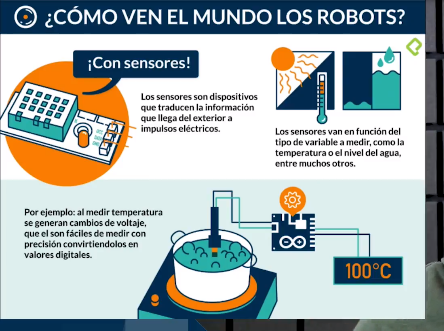 ¿CÓMO VEN EL MUNDO LOS ROBOTS?
¡Con sensores!
Los sensores son dispositivos
que traducen la información
que llega del exterior a
impulsos eléctricos.
Los sensores van en función del
tipo de variable a medir, como la
temperatura o el nivel del agua,
entre muchos otros.
Por ejemplo: al medir temperatura
se generan cambios de voltaje,
que el son fáciles de medir con
precisión convirtiendolos en
valores digitales.
100°C